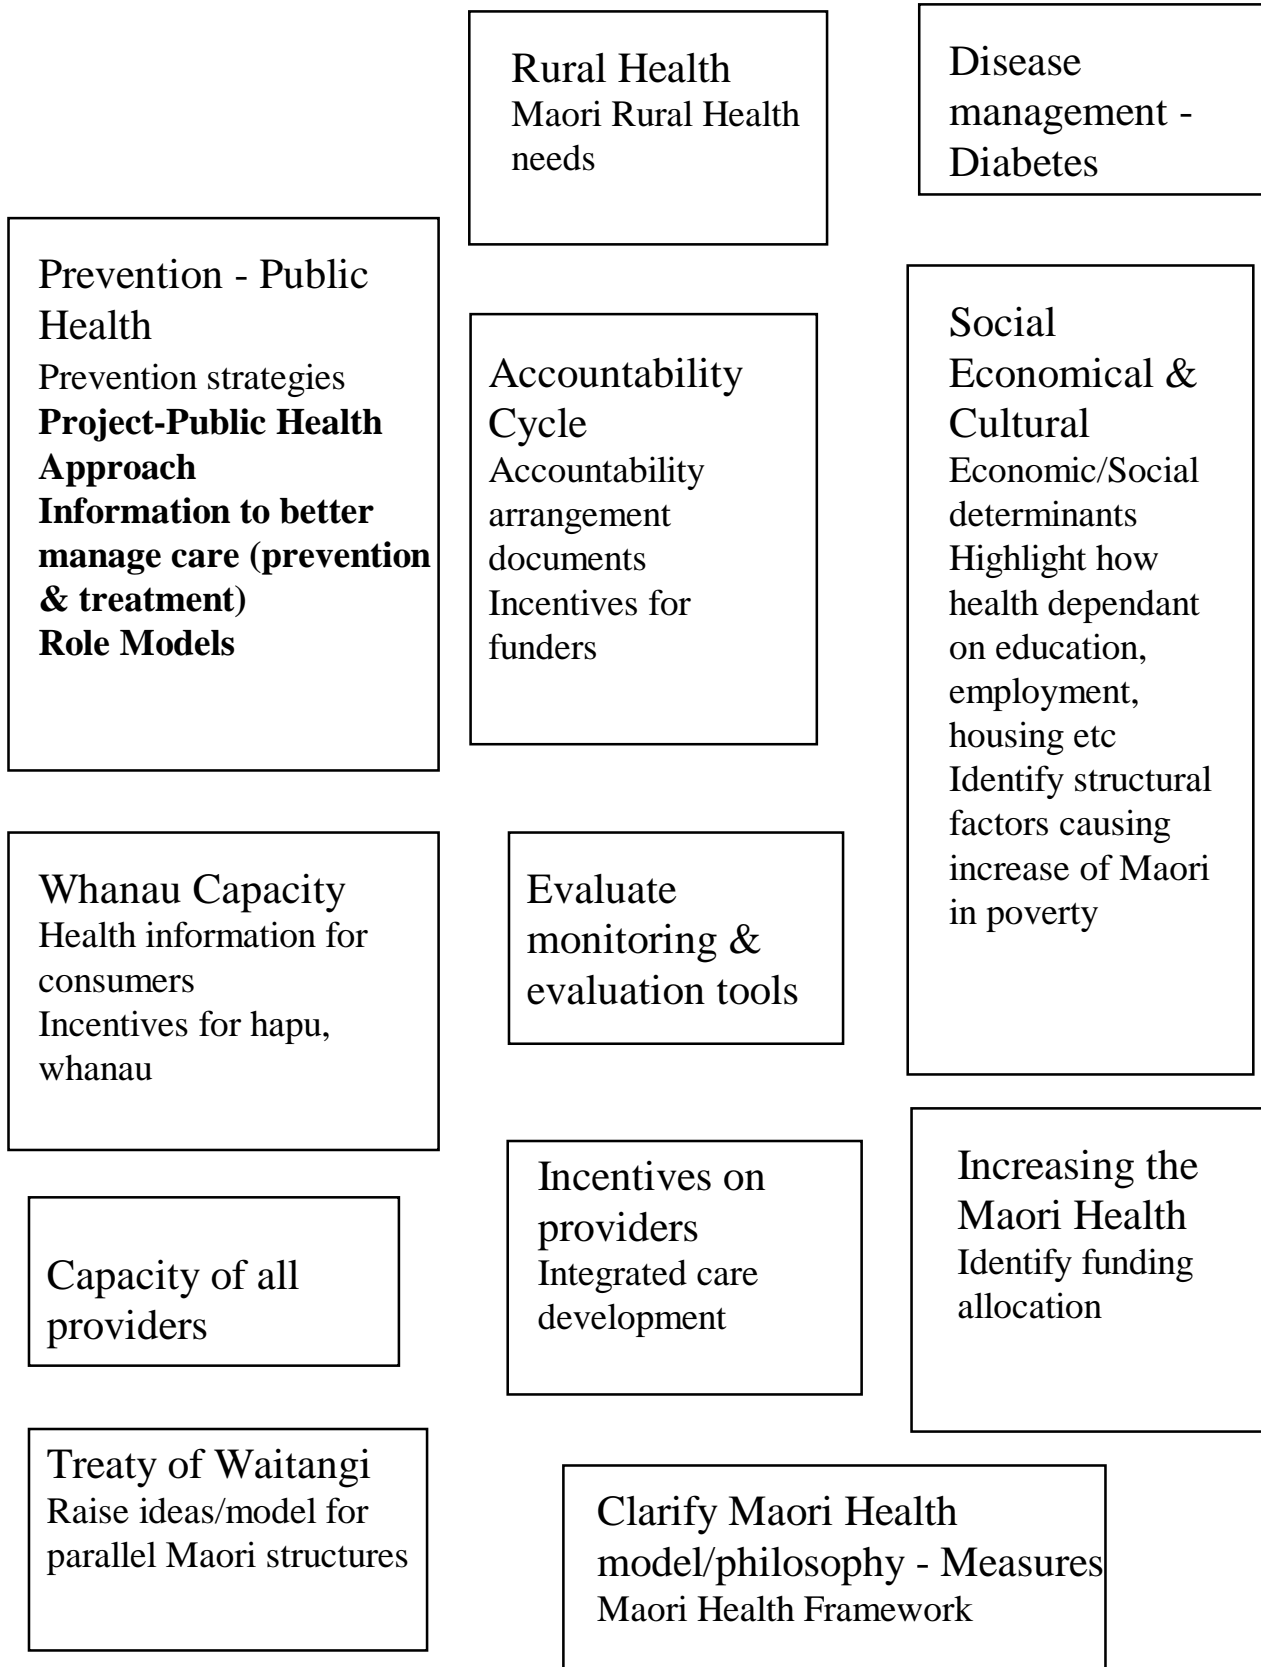 Rural Health
Maori Rural Health
needs
Disease
management -
Diabetes
Prevention - Public
Health
Prevention strategies
Project-Public Health
Approach
Information to better
manage care (prevention
& treatment)
Role Models
Accountability
Cycle
Accountability
arrangement
documents
Incentives for
funders
Social
Economical &
Cultural
Economic/Social
determinants
Highlight how
health dependant
on education,
employment,
housing etc
Identify structural
factors causing
increase of Maori
in poverty
Whanau Capacity
Health information for
consumers
Incentives for hapu,
whanau
Evaluate
monitoring &
evaluation tools
Capacity of all
providers
Incentives on
providers
Integrated care
development
Increasing the
Maori Health
Identify funding
allocation
Treaty of Waitangi
Raise ideas/model for
parallel Maori structures
Clarify Maori Health
model/philosophy - Measures
Maori Health Framework